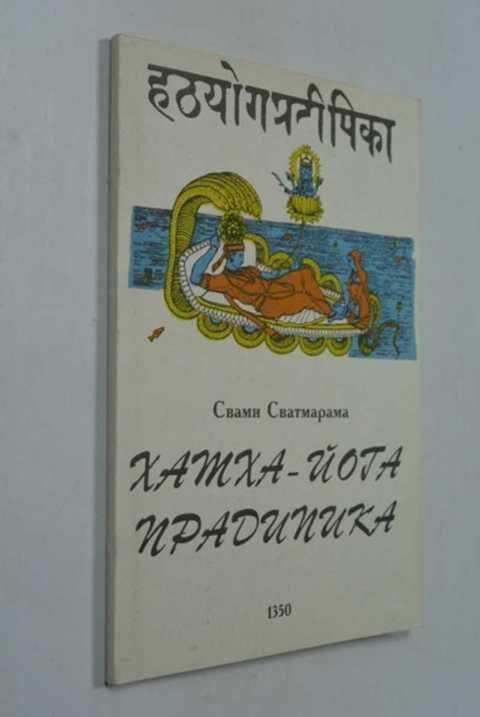 हठयोगप्रदीपिका
Свами Сватмарама
ХАТХА-ЙОГА
ПРАДИПИКА
1350